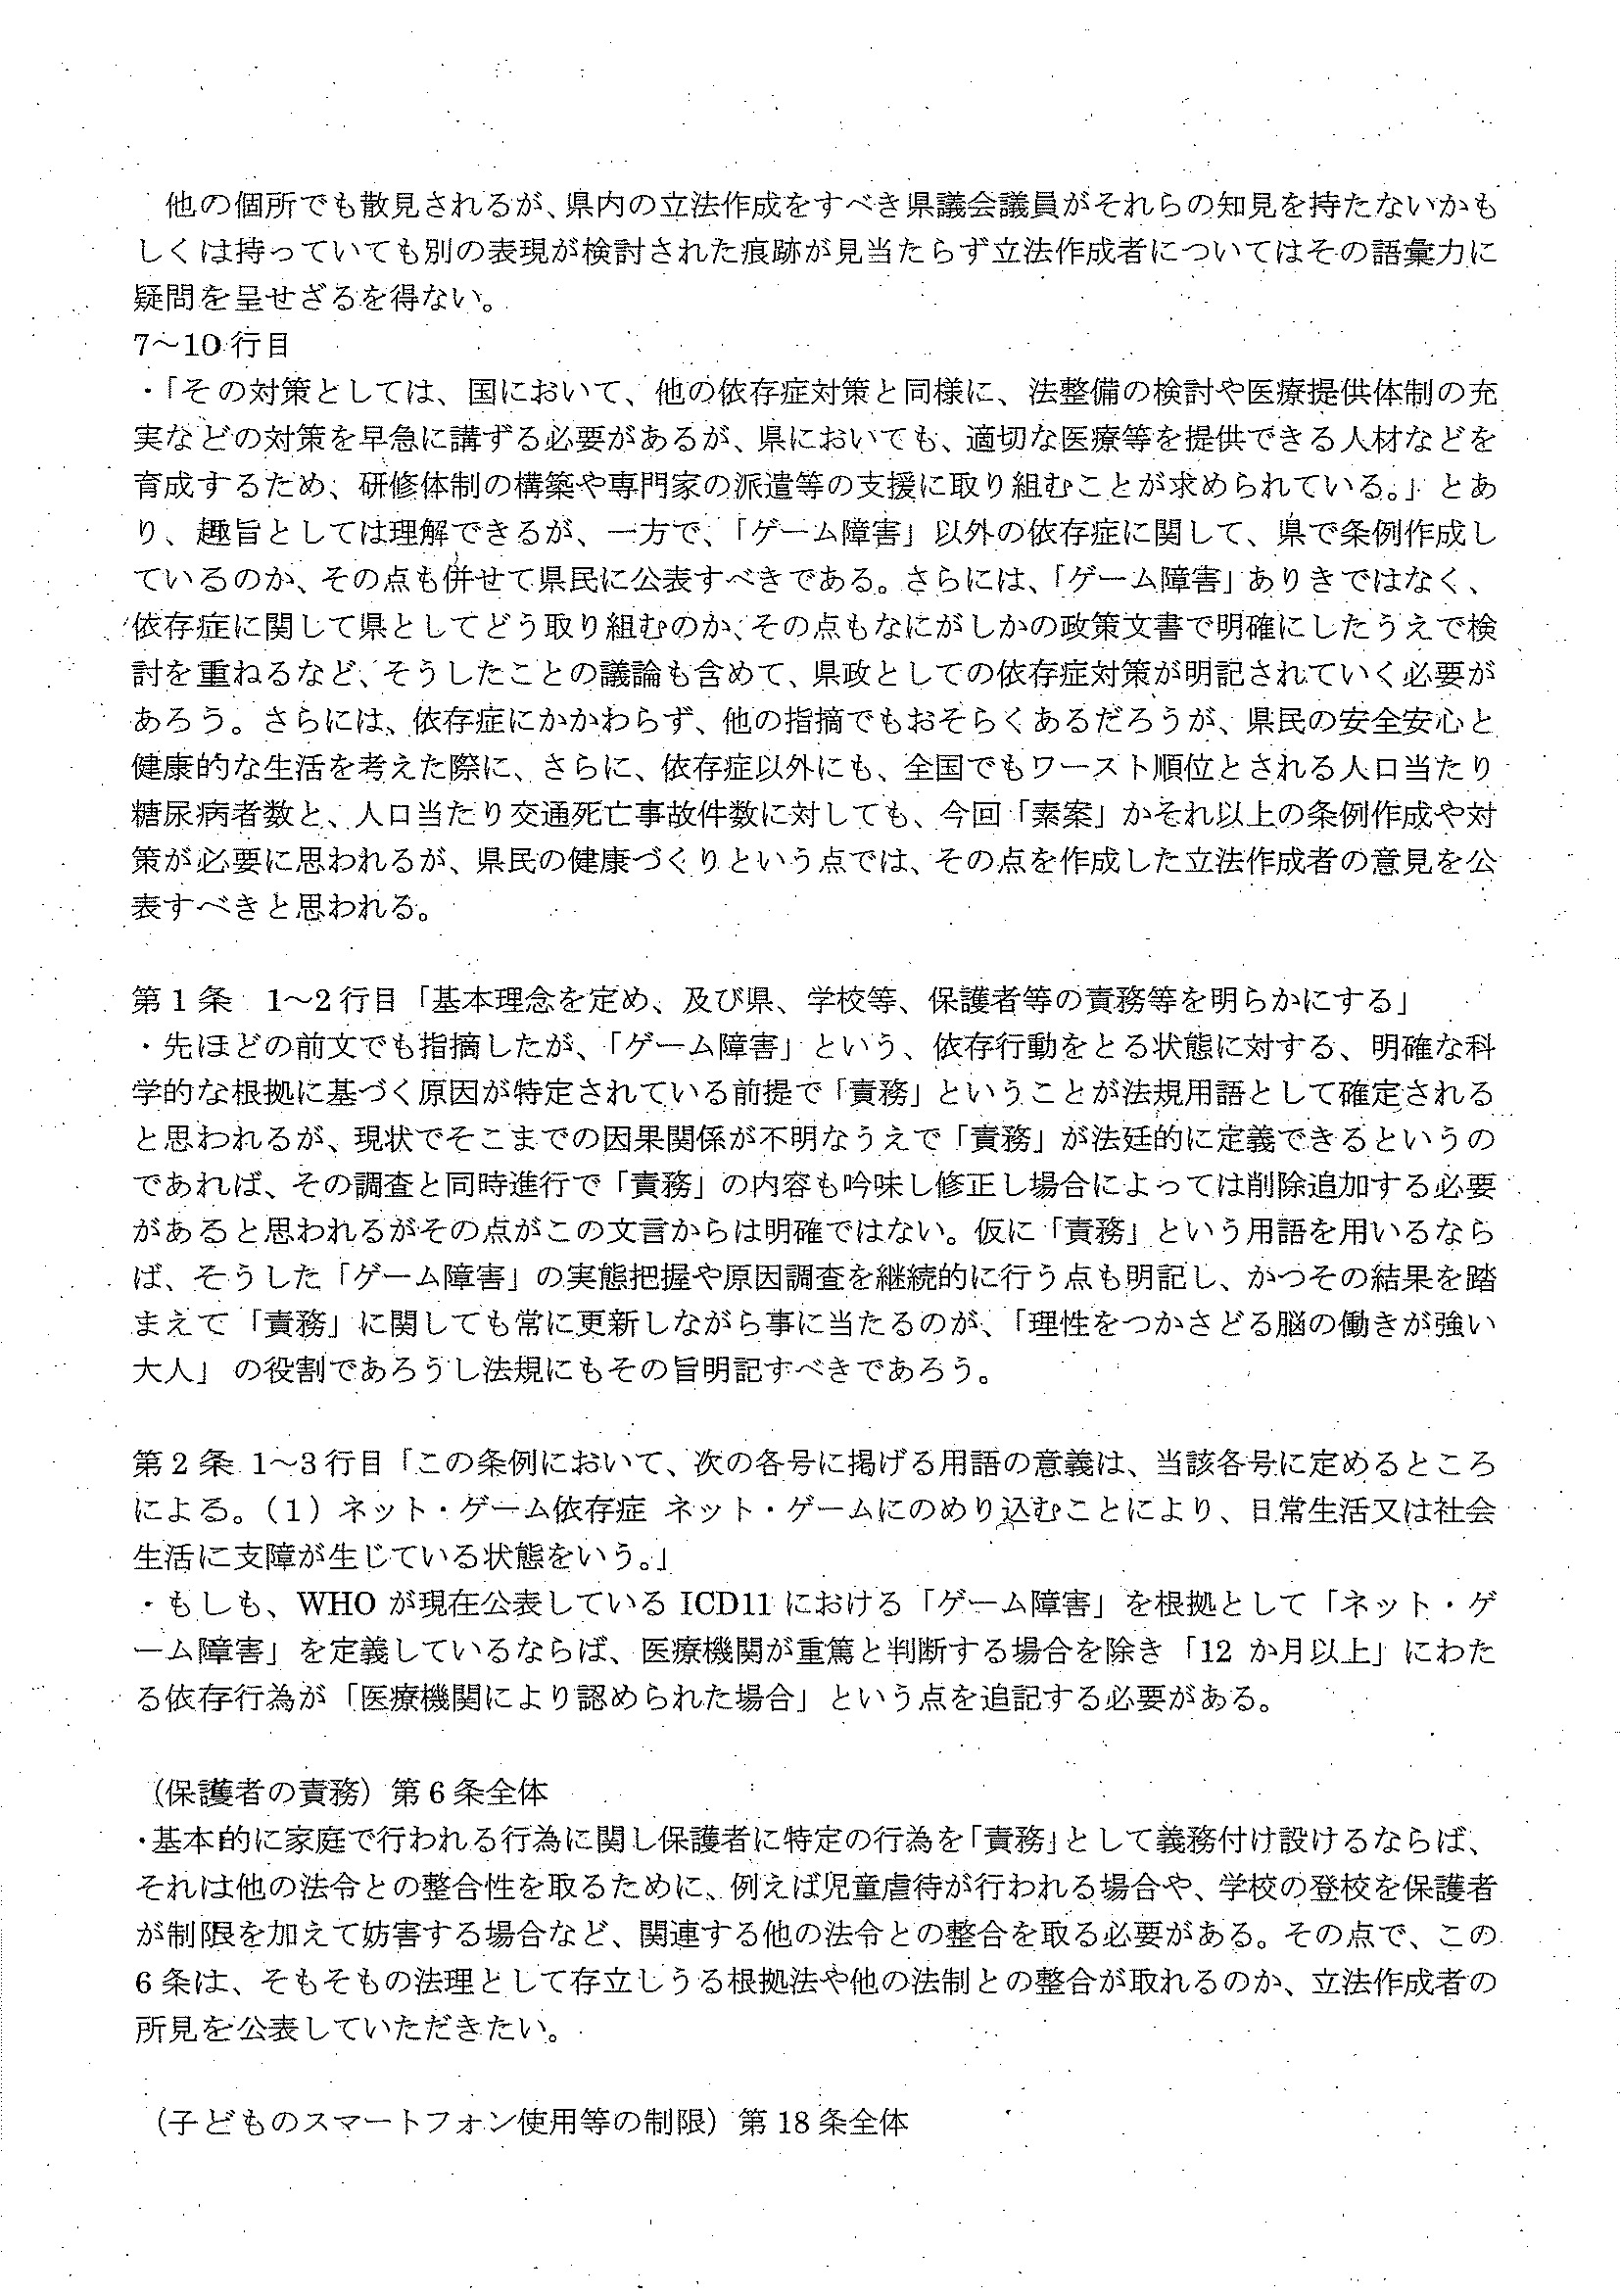 他の個所でも散見されるが、県内の立法作成をすべき県議会議員がそれらの知見を持たないかも
しくは持っていても別の表現が検討された痕跡が見当たらず立法作成者についてはその語彙力に
疑問を呈せざるを得ない。
7～10行目
・「その対策としては、国において、他の依存症対策と同様に、法整備の検討や医療提供体制の充
実などの対策を早急に講ずる必要があるが、県においても、適切な医療等を提供できる人材などを
育成するため、研修体制の構築や専門家の派遣等の支援に取り組むことが求められている。」とあ
り、趣旨としては理解できるが、一方で、「ゲーム障害」以外の依存症に関して、県で条例作成し
ているのか、その点も併せて県民に公表すべきである。さらには、「ゲーム障害」ありきではなく、
依存症に関して県としてどう取り組むのか、その点もなにがしかの政策文書で明確にしたうえで検
討を重ねるなど、そうしたことの議論も含めて、県政としての依存症対策が明記されていく必要が
あろう。さらには、依存症にかかわらず、他の指摘でもおそらくあるだろうが、県民の安全安心と
健康的な生活を考えた際に、さらに、依存症以外にも、全国でもワースト順位とされる人口当たり
糖尿病者数と、人口当たり交通死亡事故件数に対しても、今回「素案」かそれ以上の条例作成や対
策が必要に思われるが、県民の健康づくりという点では、その点を作成した立法作成者の意見を公
表すべきと思われる。
第1条 1～2行目「基本理念を定め、及び県、学校等、保護者等の責務等を明らかにする」
・先ほどの前文でも指摘したが、「ゲーム障害」という、依存行動をとる状態に対する、明確な科
学的な根拠に基づく原因が特定されている前提で「責務」ということが法規用語として確定される
と思われるが、現状でそこまでの因果関係が不明なうえで「責務」が法廷的に定義できるというの
であれば、その調査と同時進行で「責務」の内容も吟味し修正し場合によっては削除追加する必要
があると思われるがその点がこの文言からは明確ではない。仮に「責務」という用語を用いるなら
ば、そうした「ゲーム障害」の実態把握や原因調査を継続的に行う点も明記し、かつその結果を踏
まえて「責務」に関しても常に更新しながら事に当たるのが、「理性をつかさどる脳の働きが強い
大人」の役割であろうし法規にもその旨明記すべきであろう。
第2条 1～3行目「この条例において、次の各号に掲げる用語の意義は、当該各号に定めるところ
による。（1）ネット・ゲーム依存症 ネット・ゲームにのめり込むことにより、日常生活又は社会
生活に支障が生じている状態をいう。」
・もしも、WHOが現在公表しているICD11における「ゲーム障害」を根拠として「ネット・ゲ
ーム障害」を定義しているならば、医療機関が重篤と判断する場合を除き「12か月以上」にわた
る依存行為が「医療機関により認められた場合」という点を追記する必要がある。
（保護者の責務）第6条全体
・基本的に家庭で行われる行為に関し保護者に特定の行為を「責務」として義務付け設けるならば、
それは他の法令との整合性を取るために、例えば児童虐待が行われる場合や、学校の登校を保護者
が制限を加えて妨害する場合など、関連する他の法令との整合を取る必要がある。その点で、この
6条は、そもそもの法理として存立しうる根拠法や他の法制との整合が取れるのか、立法作成者の
所見を公表していただきたい。
（子どものスマートフォン使用等の制限）第18条全体